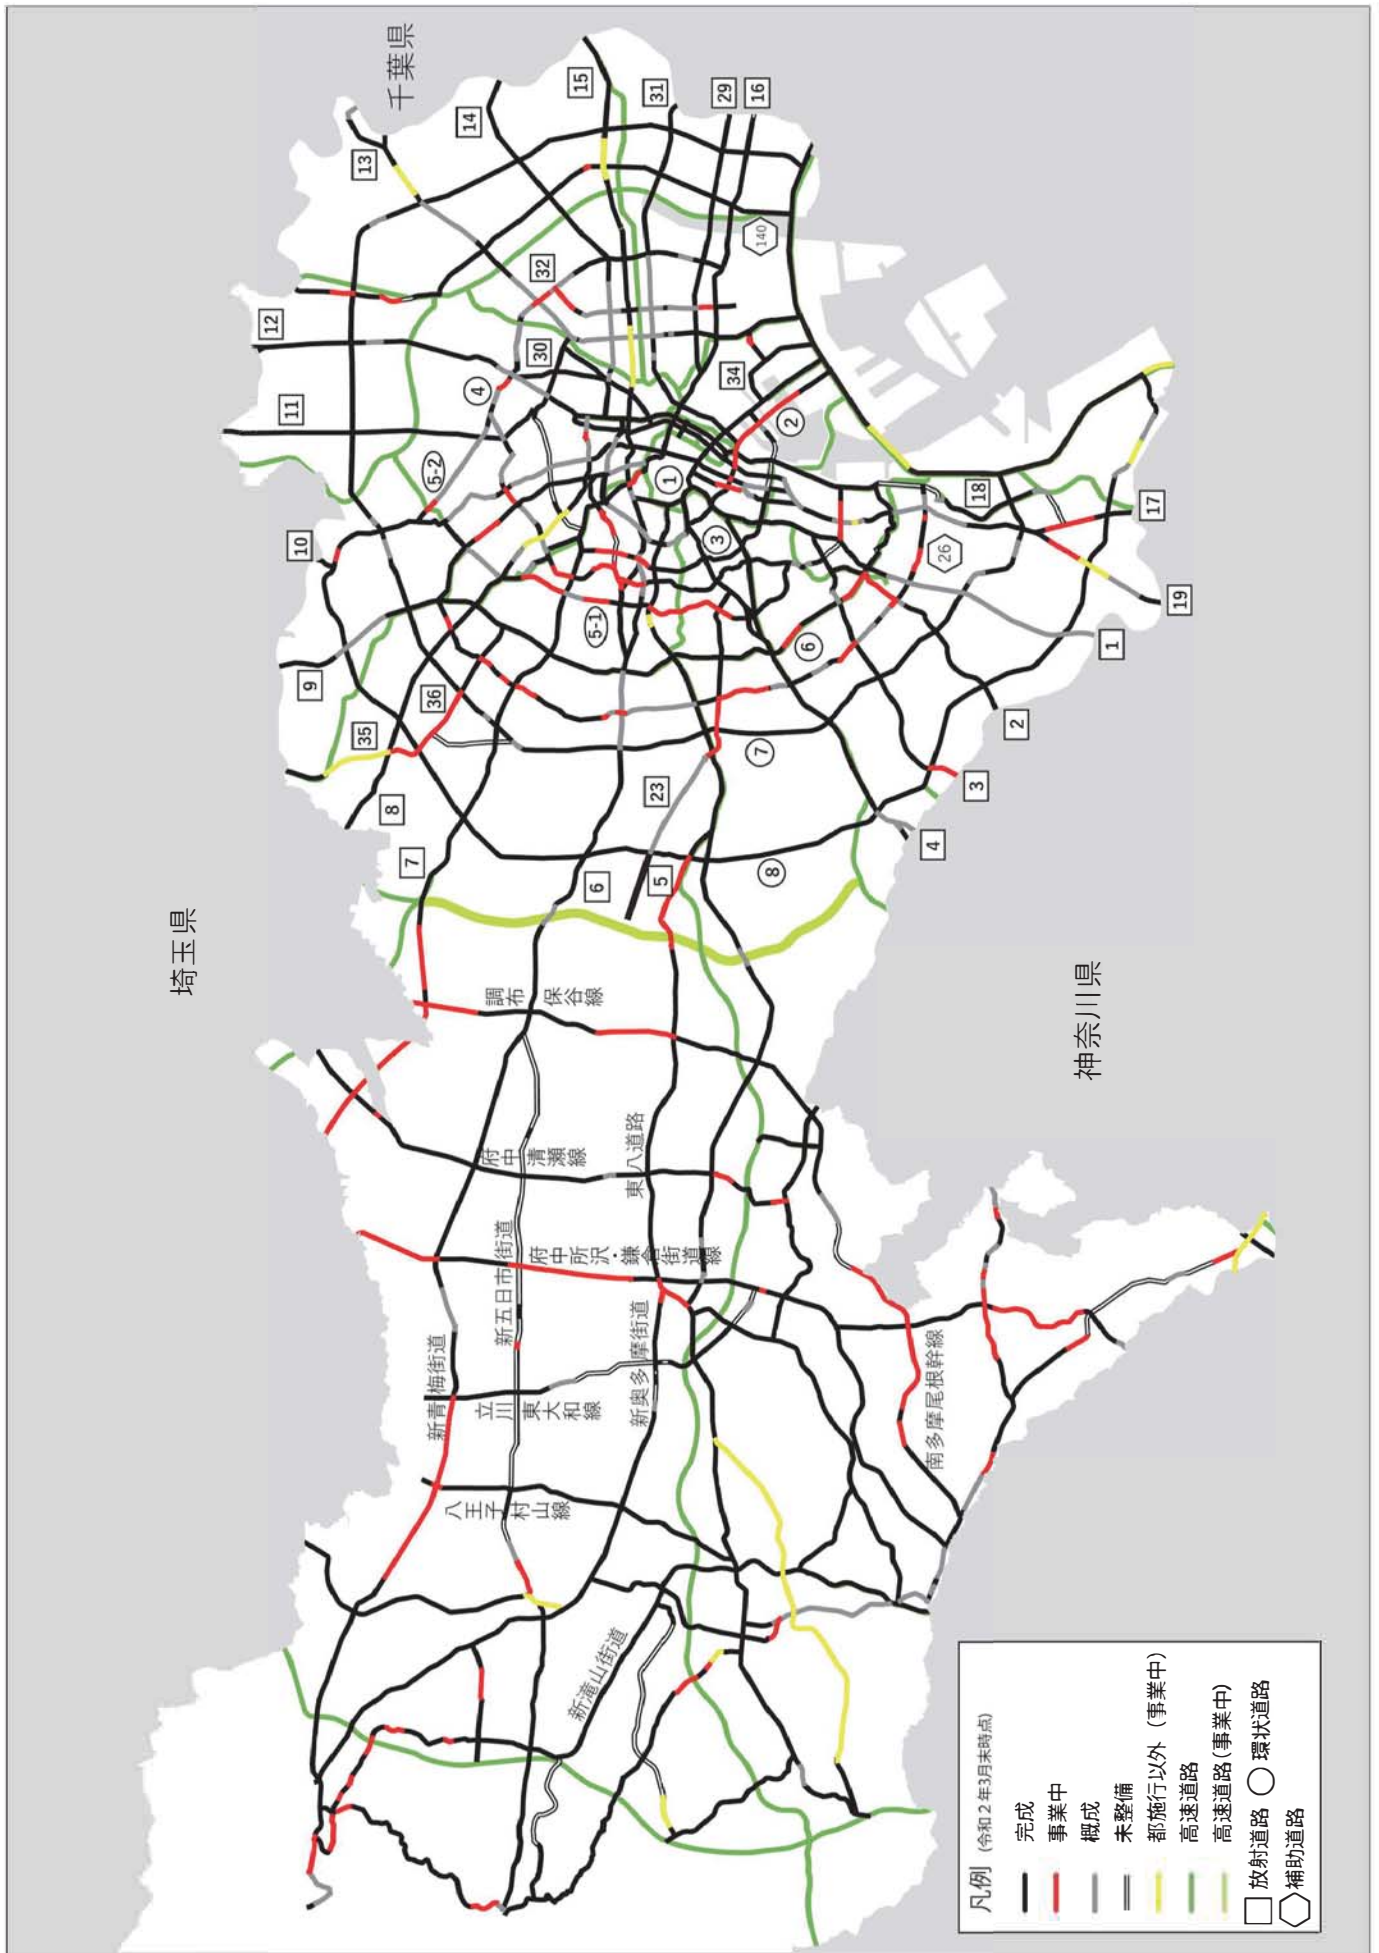 埼玉県
千葉県
神奈川県
9
10
11
12
13
14
15
31
29
16
35
36
8
7
5-2
4
30
32
5-1
1
3
2
34
140
6
23
5
6
7
8
26
18
17
19
1
2
3
4
調布保谷線
府中清瀬線
東八道路
新五日市街道
府中所沢・鎌倉街道線
新青梅街道
立川東大和線
新奥多摩街道
八王子村山線
南多摩尾根幹線
新滝山街道
凡例 (令和2年3月末時点)
完成
事業中
概成
未整備
都施行以外(事業中)
高速道路
高速道路(事業中)
放射道路 環状道路
補助道路